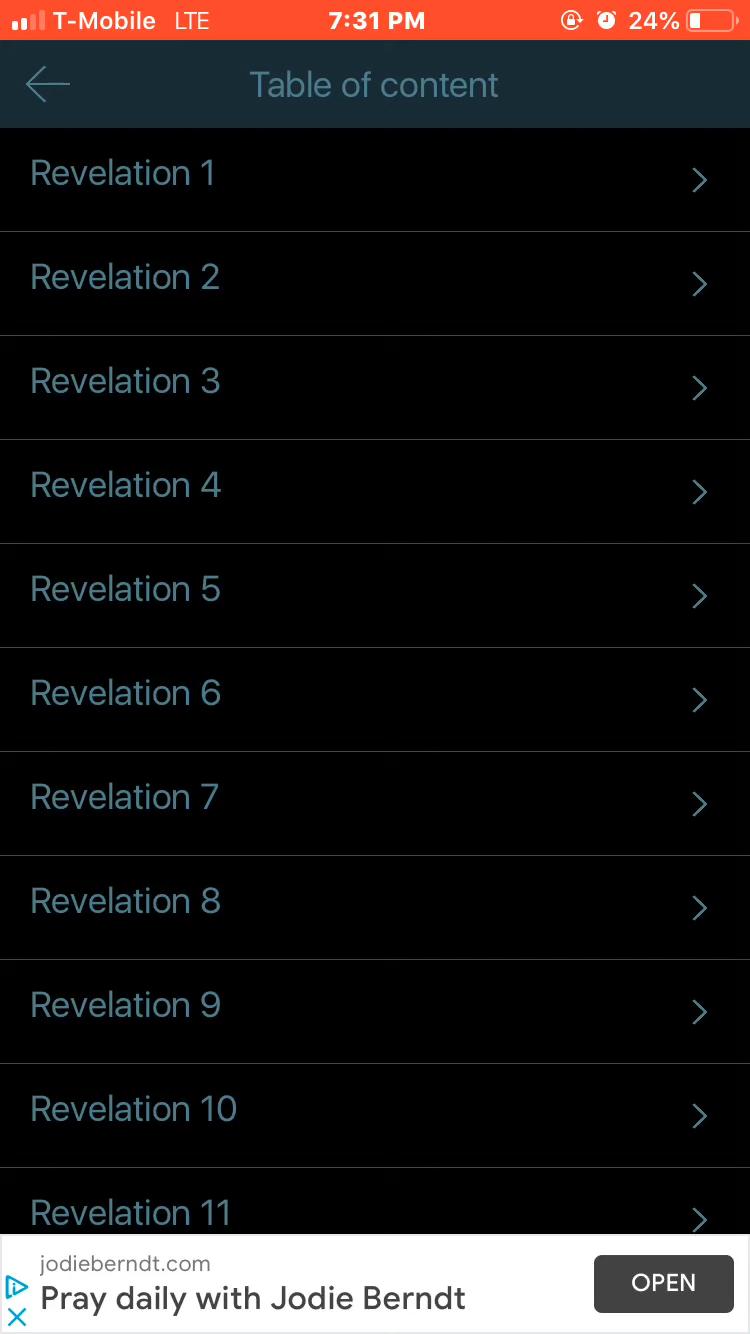 T-Mobile LTE 7:31 PM 24%
Table of content
Revelation 1
Revelation 2
Revelation 3
Revelation 4
Revelation 5
Revelation 6
Revelation 7
Revelation 8
Revelation 9
Revelation 10
Revelation 11
jodieberndt.com
Pray daily with Jodie Berndt
OPEN